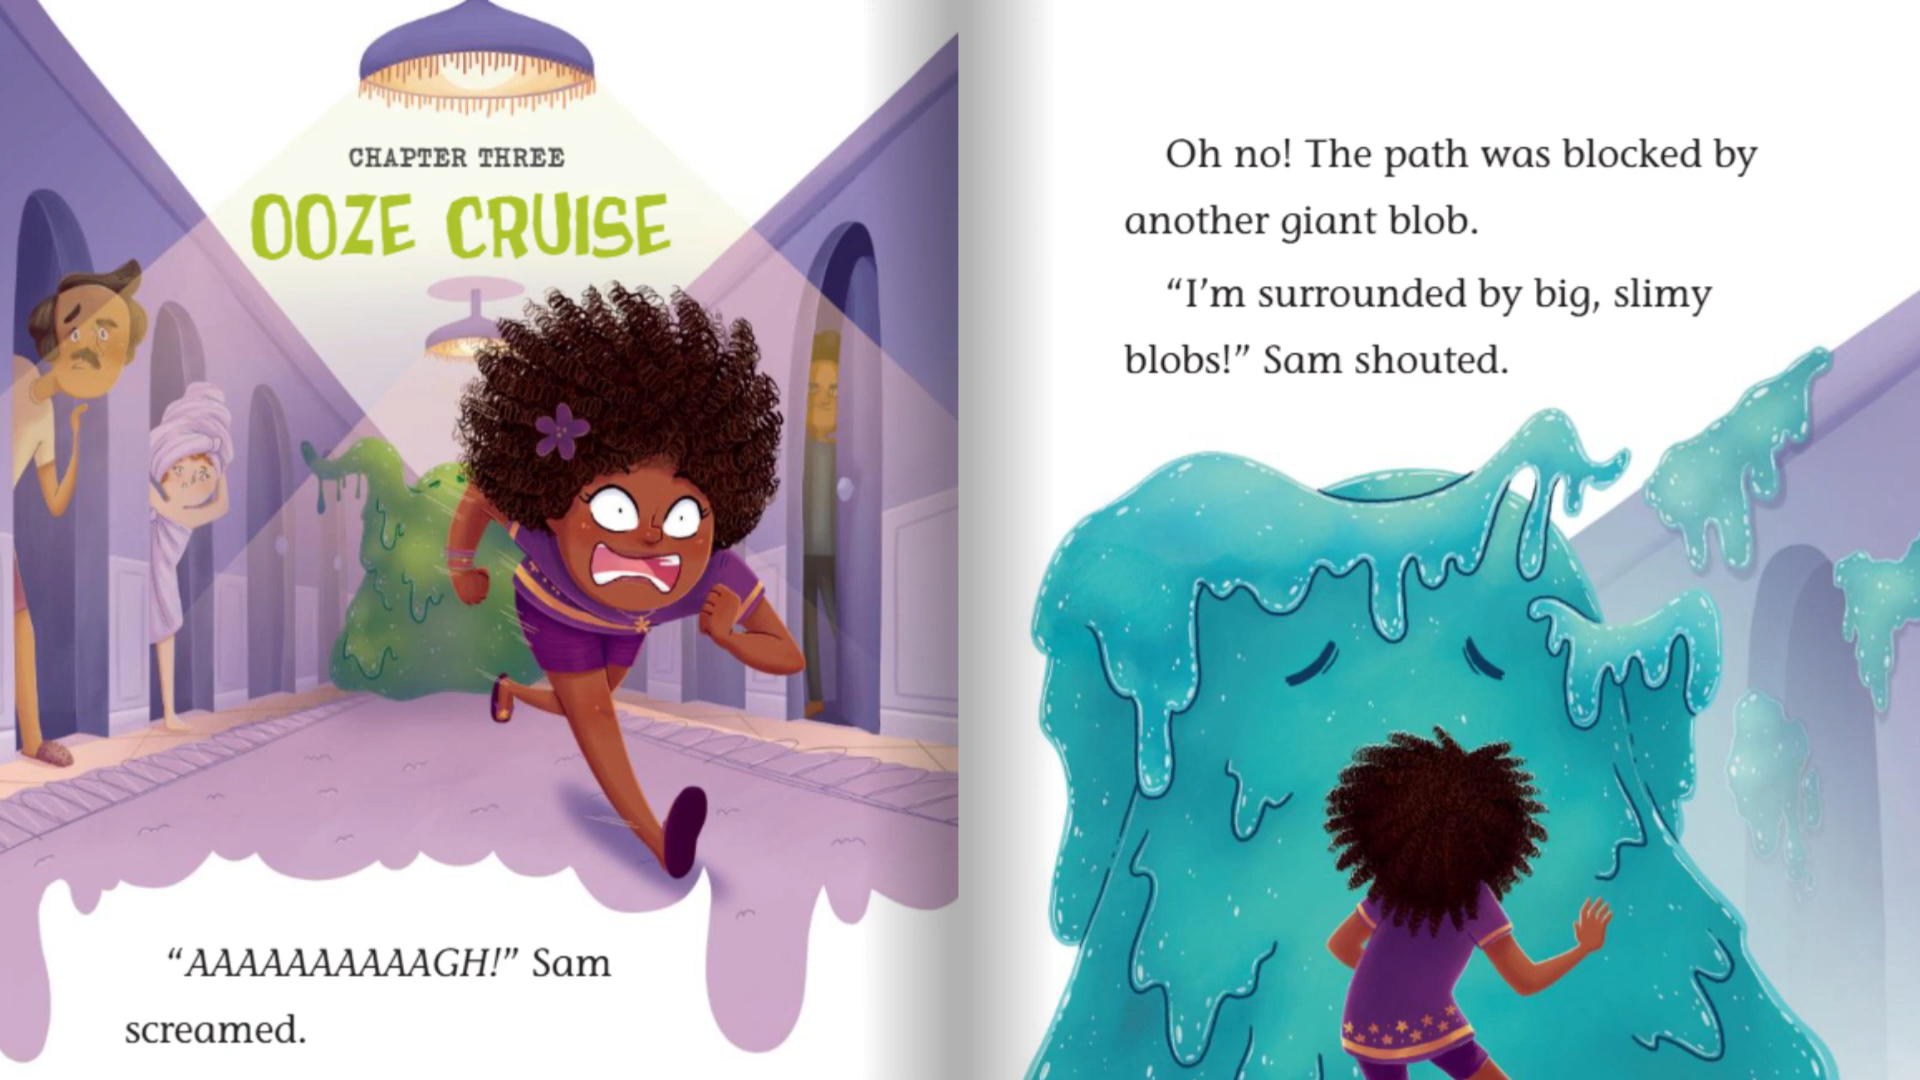 CHAPTER THREE
OOZE CRUISE
“AAAAAAAAAAGH!” Sam
screamed.
Oh no! The path was blocked by
another giant blob.
“I’m surrounded by big, slimy
blobs!” Sam shouted.